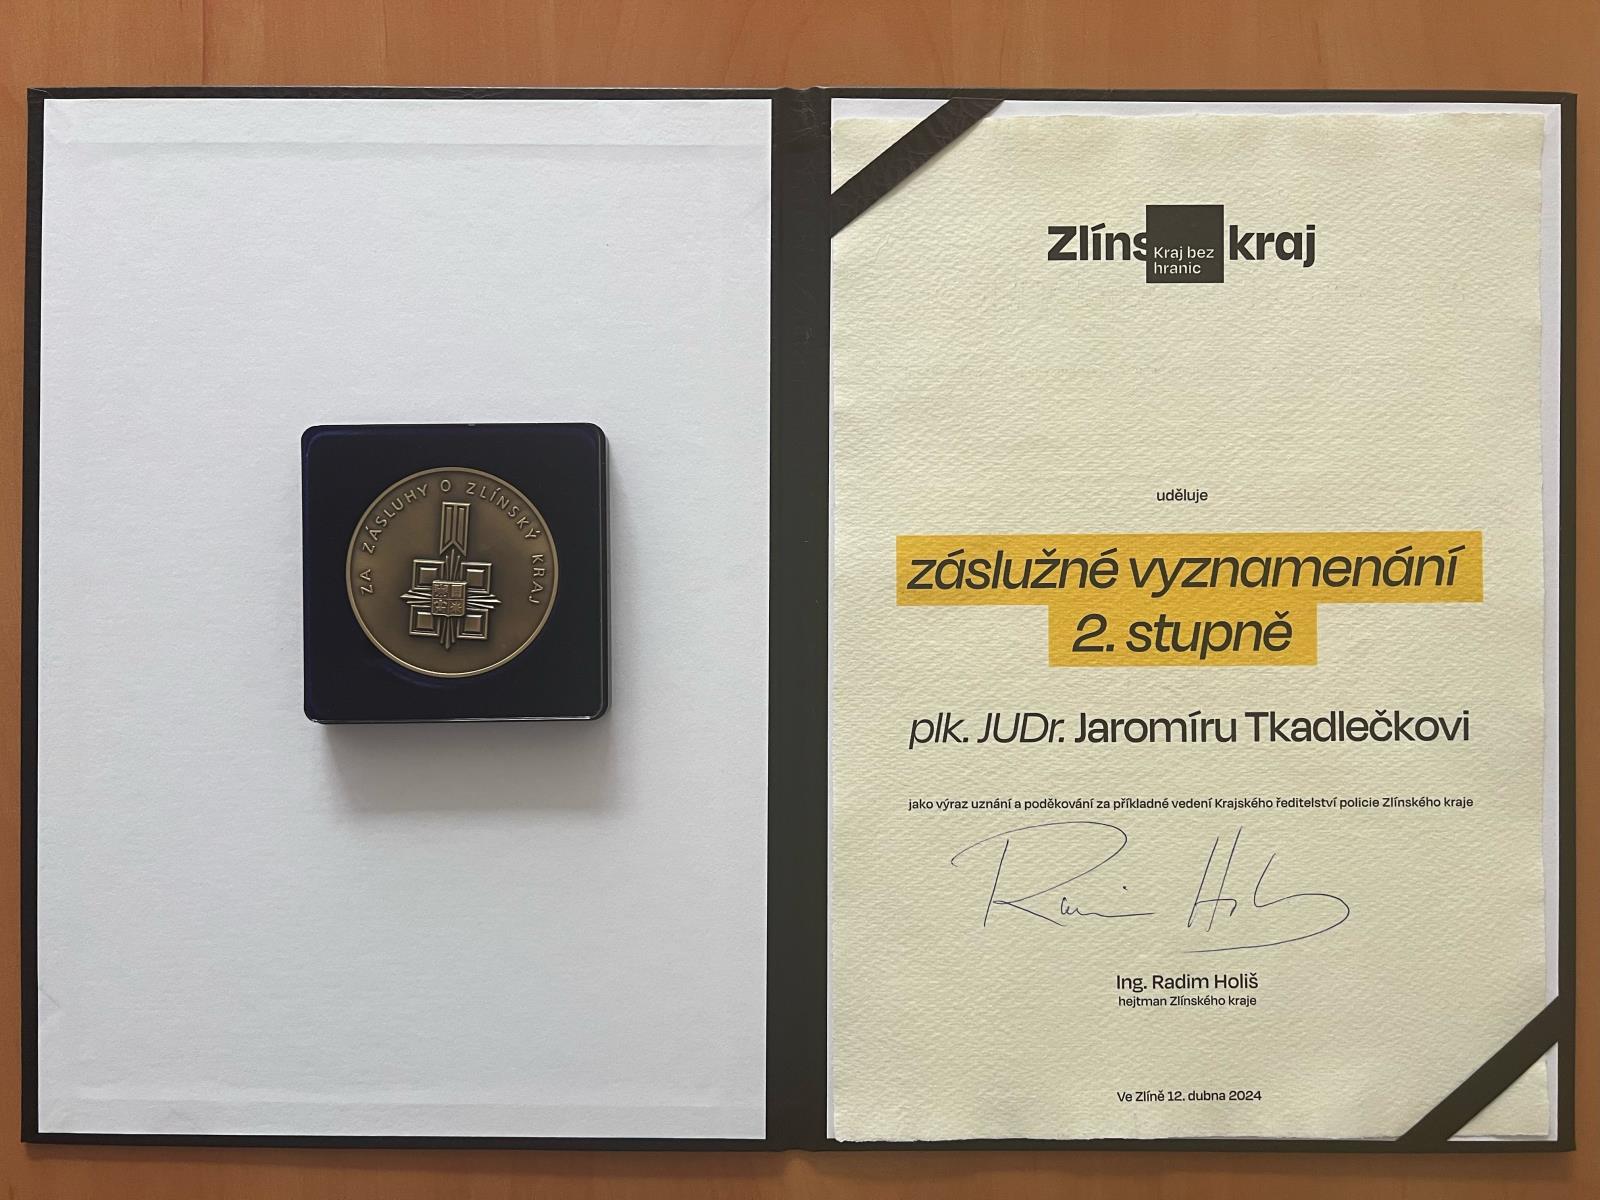 ZA ZÁSLUHY O ZLÍNSKÝ KRAJ
Zlíns kraj
Kraj bez
hranic
uděluje
záslužné vyznamenání
2. stupně
plk. JUDr. Jaromíru Tkadlečkovi
jako výraz uznání a poděkování za příkladné vedení Krajského ředitelství policie Zlínského kraje
Ing. Radim Holiš
hejtman Zlínského kraje
Ve Zlíně 12. dubna 2024